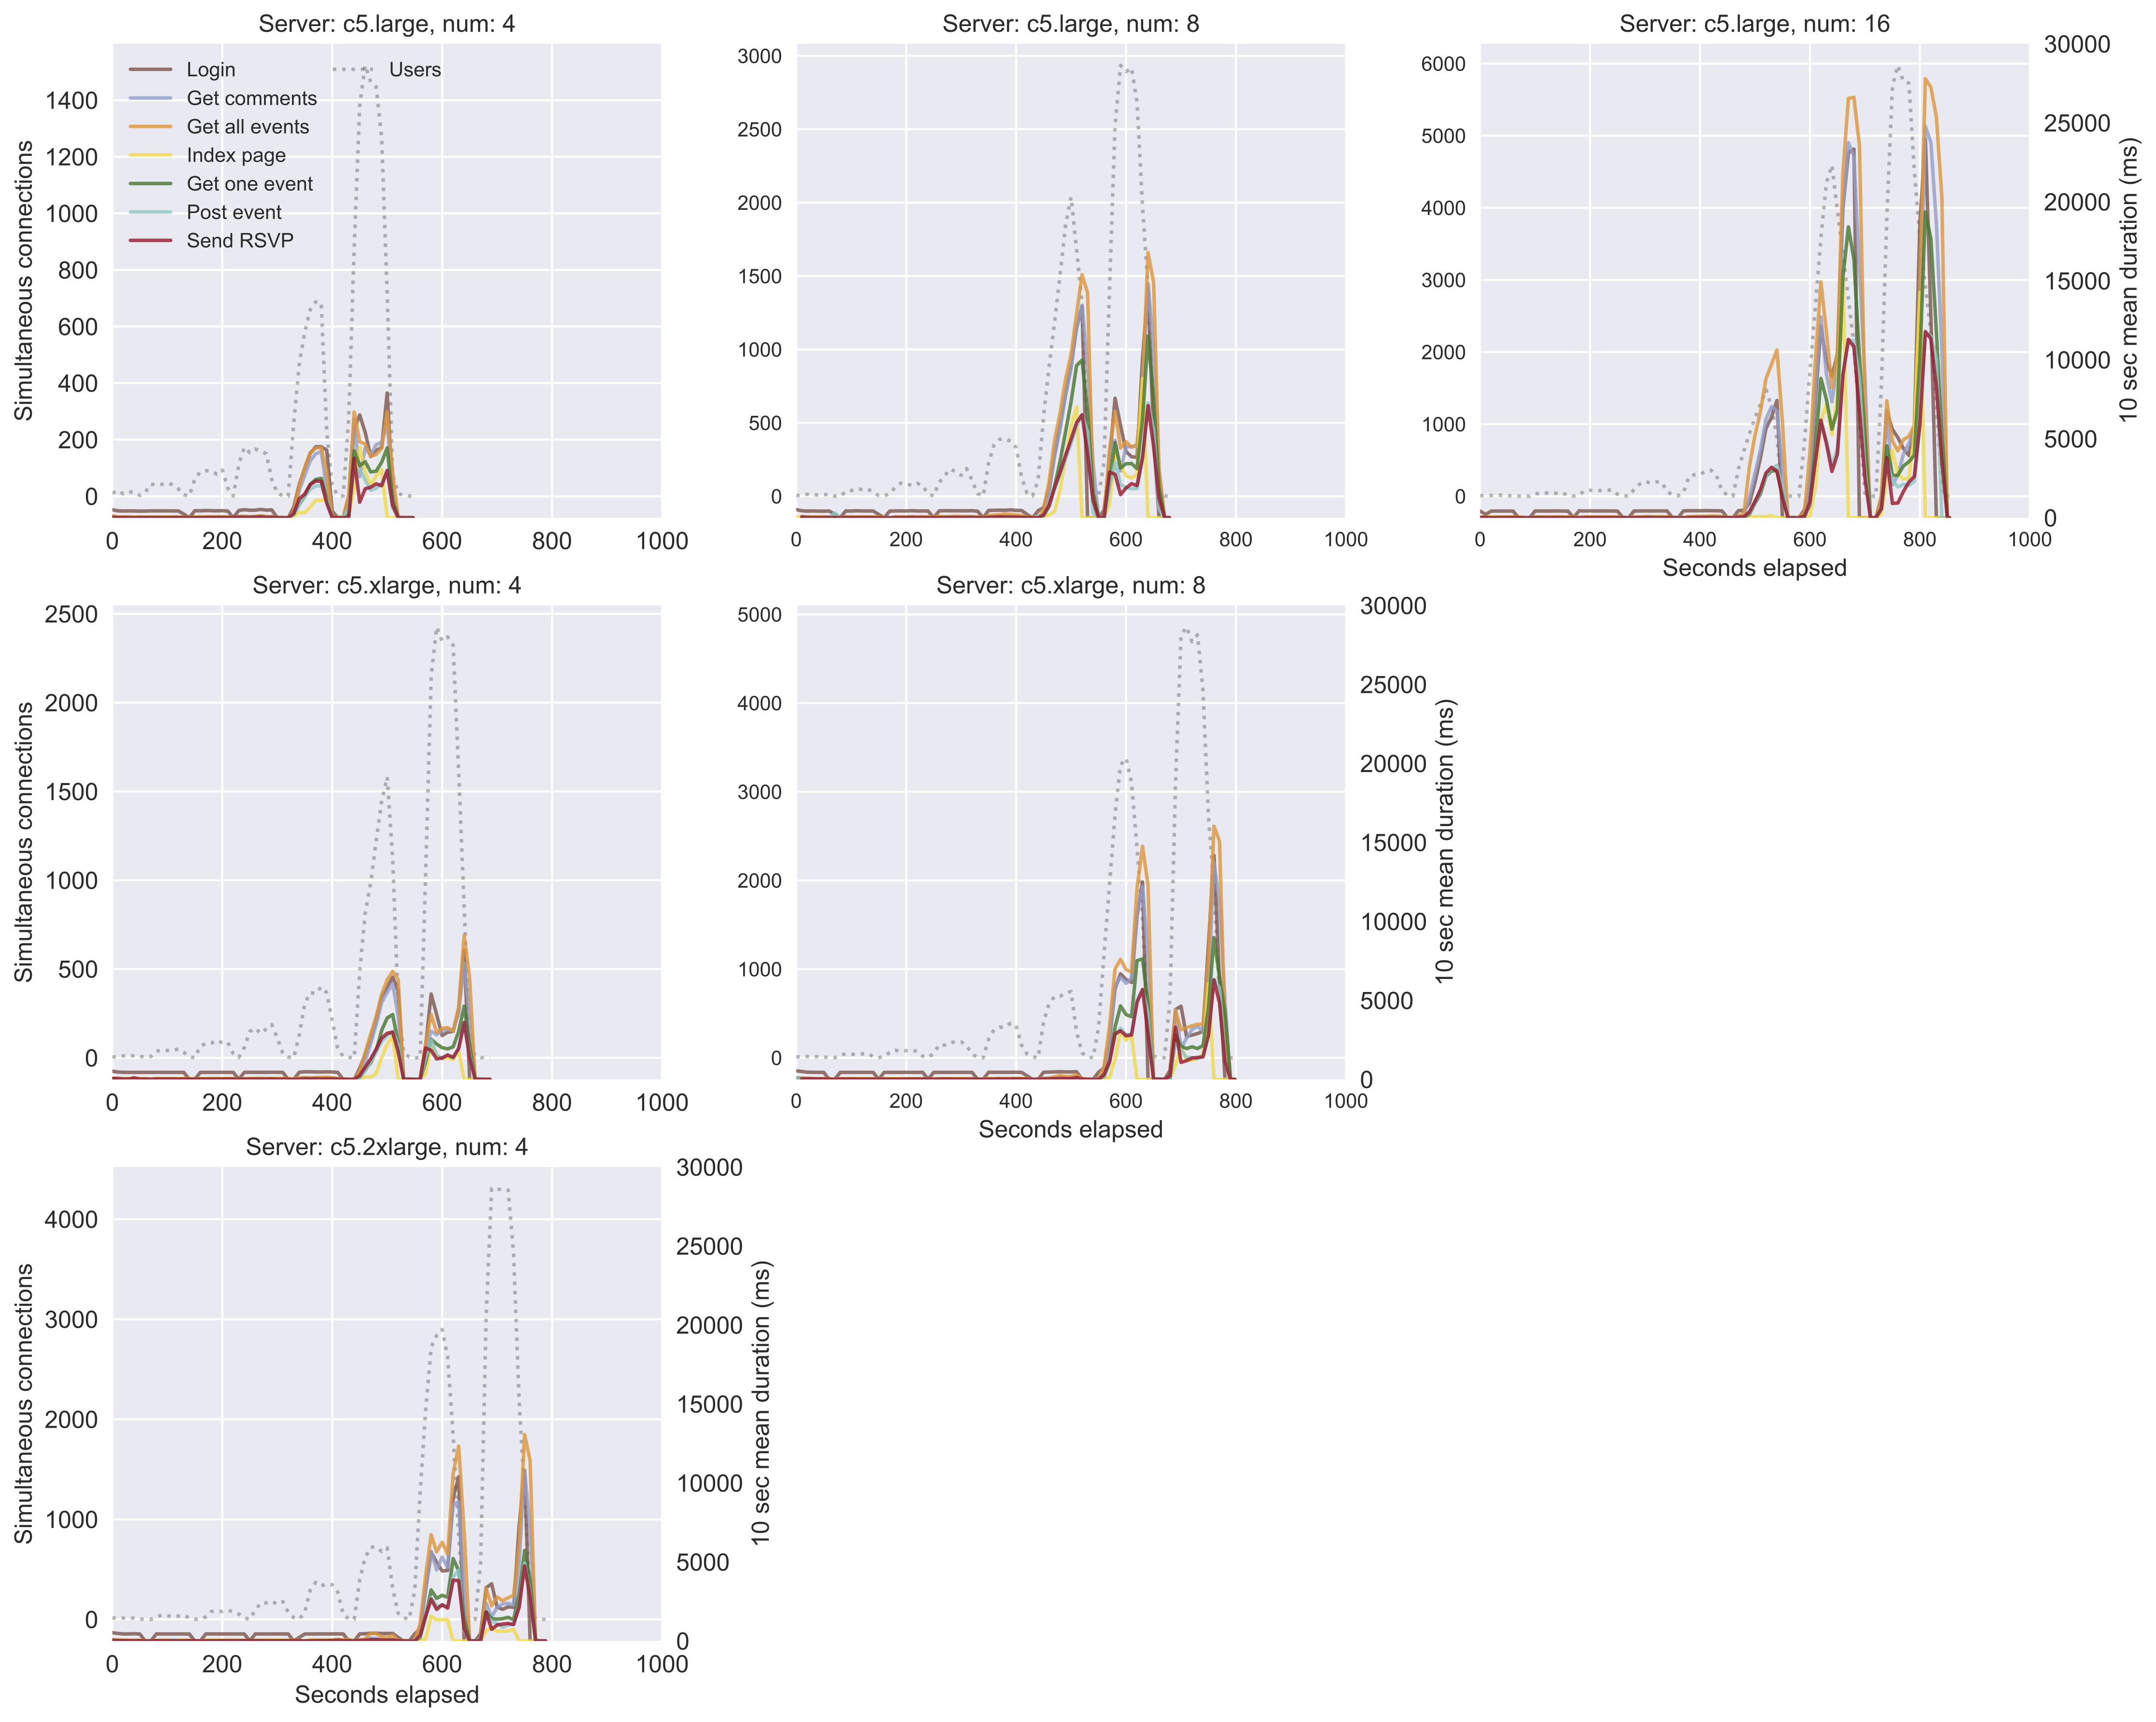 Server: c5.large, num: 4
Simultaneous connections
1400
1200
1000
800
600
400
200
0
Login
Get comments
Get all events
Index page
Get one event
Post event
Send RSVP
Users
0 200 400 600 800 1000
Server: c5.large, num: 8
3000
2500
2000
1500
1000
500
0
0 200 400 600 800 1000
Server: c5.large, num: 16
6000
5000
4000
3000
2000
1000
0
30000
25000
20000
15000
10000
5000
0
10 sec mean duration (ms)
0 200 400 600 800 1000
Seconds elapsed
Server: c5.xlarge, num: 4
Simultaneous connections
2500
2000
1500
1000
500
0
0 200 400 600 800 1000
Server: c5.xlarge, num: 8
5000
4000
3000
2000
1000
0
30000
25000
20000
15000
10000
5000
0
10 sec mean duration (ms)
0 200 400 600 800 1000
Seconds elapsed
Server: c5.2xlarge, num: 4
Simultaneous connections
4000
3000
2000
1000
0
30000
25000
20000
15000
10000
5000
0
10 sec mean duration (ms)
0 200 400 600 800 1000
Seconds elapsed